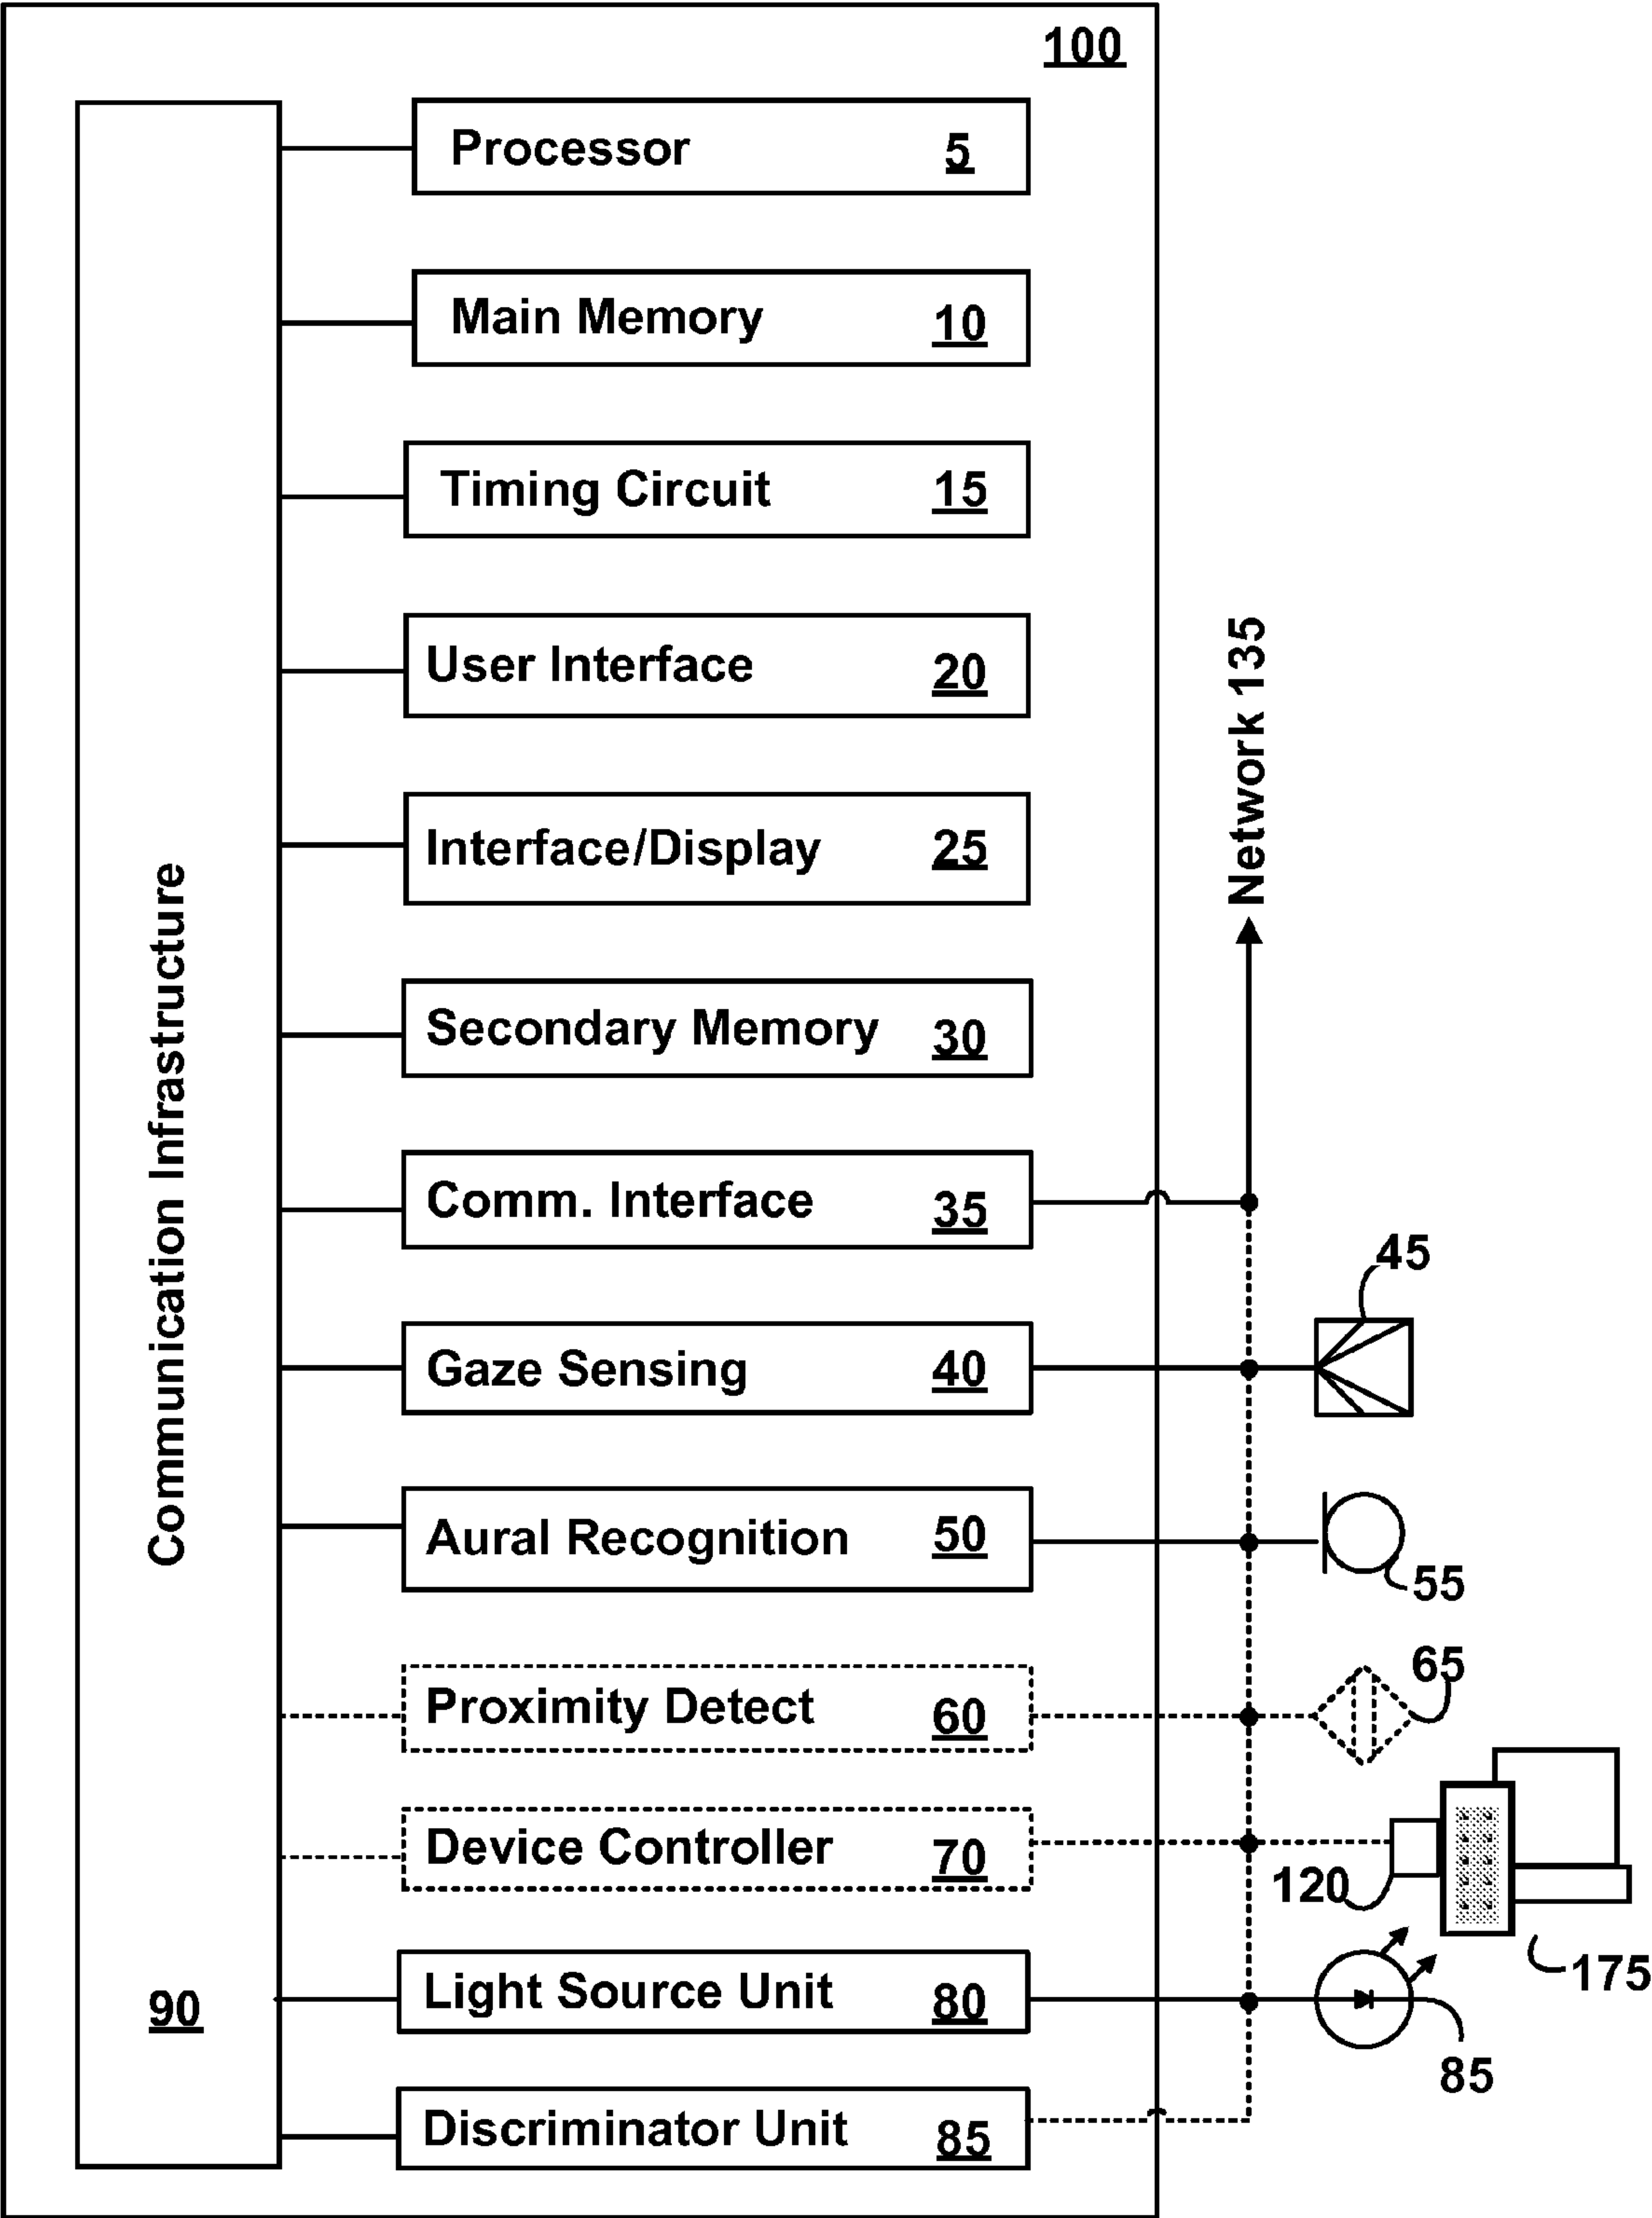 100
Processor 5
Main Memory 10
Timing Circuit 15
User Interface 20
Interface/Display 25
Secondary Memory 30
Comm. Interface 35
Gaze Sensing 40
Aural Recognition 50
Proximity Detect 60
Device Controller 70
Light Source Unit 80
Discriminator Unit 85
Communication Infrastructure
90
Network 135
45
55
65
120
175
85